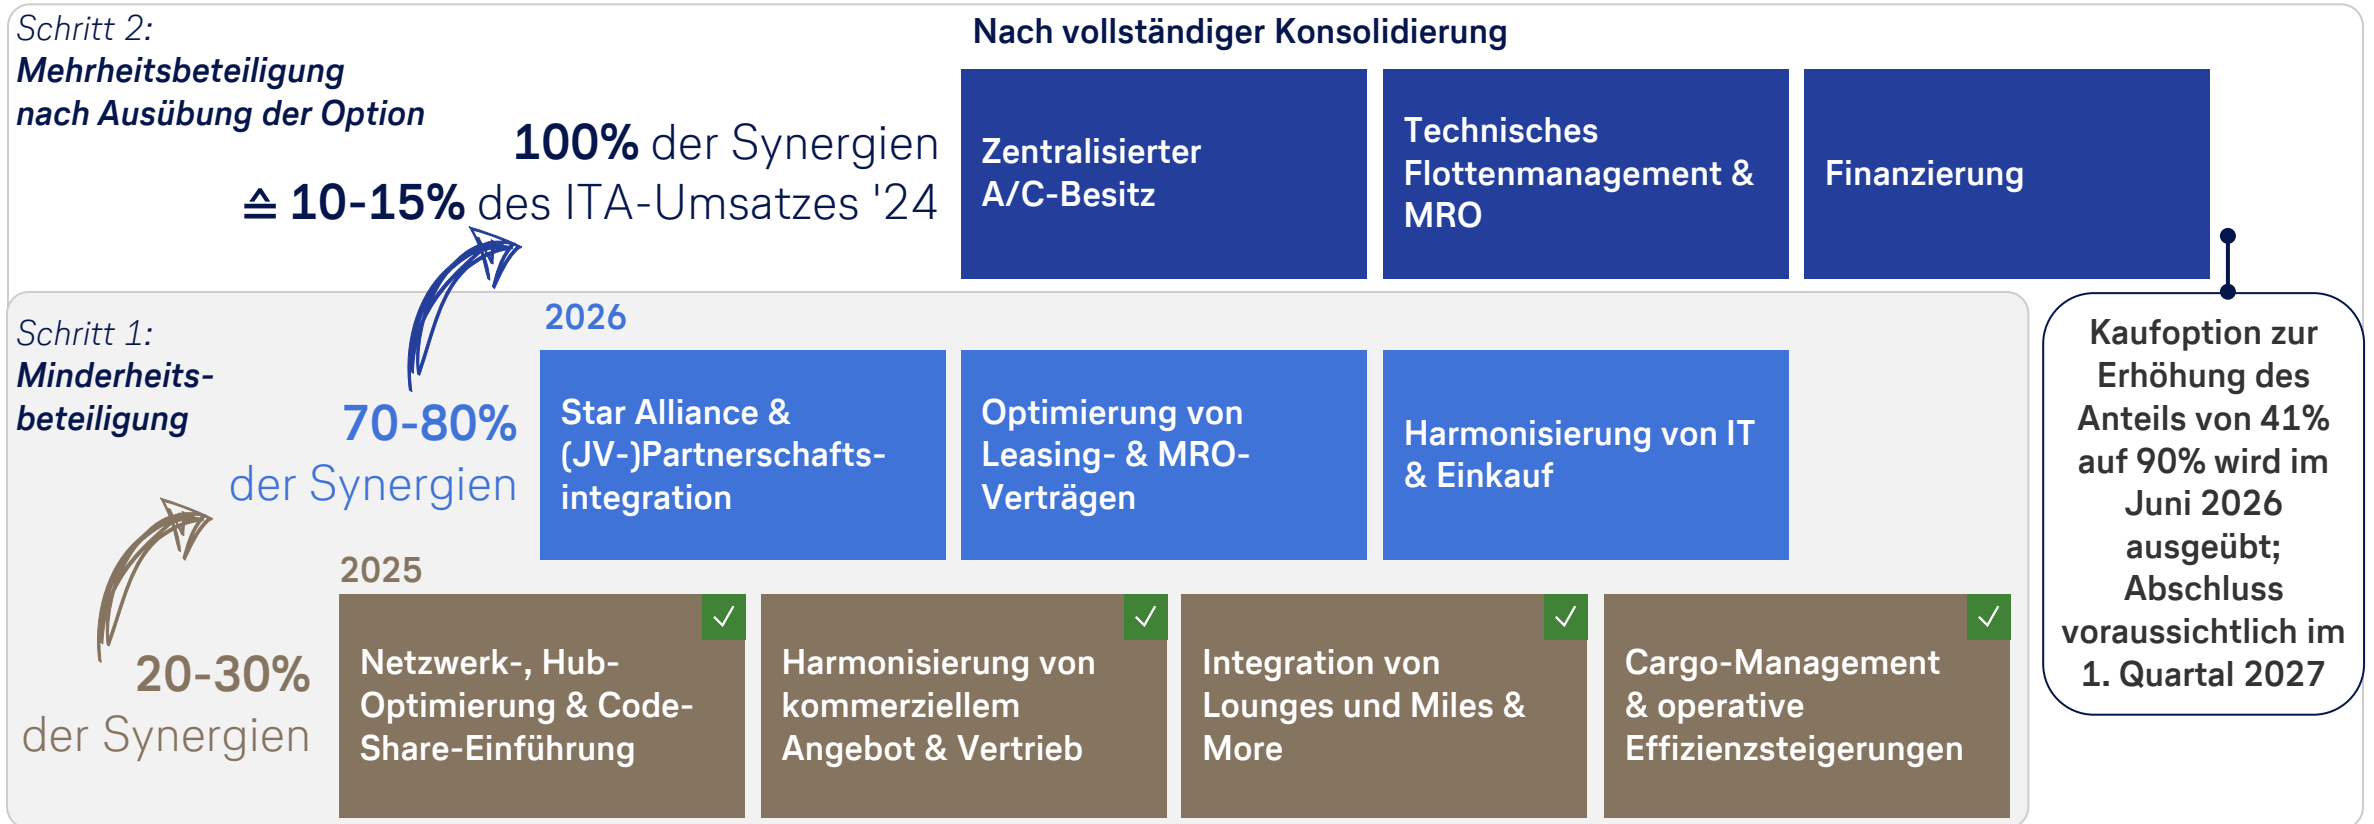 Schritt 2:
Mehrheitsbeteiligung
nach Ausübung der Option
100% der Synergien
≙ 10-15% des ITA-Umsatzes '24
Nach vollständiger Konsolidierung
Zentralisierter
A/C-Besitz
Technisches
Flottenmanagement &
MRO
Finanzierung
Schritt 1:
Minderheits-
beteiligung
70-80%
der Synergien
2026
Star Alliance &
(JV-)Partnerschafts-
integration
Optimierung von
Leasing- & MRO-
Verträgen
Harmonisierung von IT
& Einkauf
Kaufoption zur
Erhöhung des
Anteils von 41%
auf 90% wird im
Juni 2026
ausgeübt;
Abschluss
voraussichtlich im
1. Quartal 2027
20-30%
der Synergien
2025
Netzwerk-, Hub-
Optimierung & Code-
Share-Einführung
Harmonisierung von
kommerziellem
Angebot & Vertrieb
Integration von
Lounges und Miles &
More
Cargo-Management
& operative
Effizienzsteigerungen